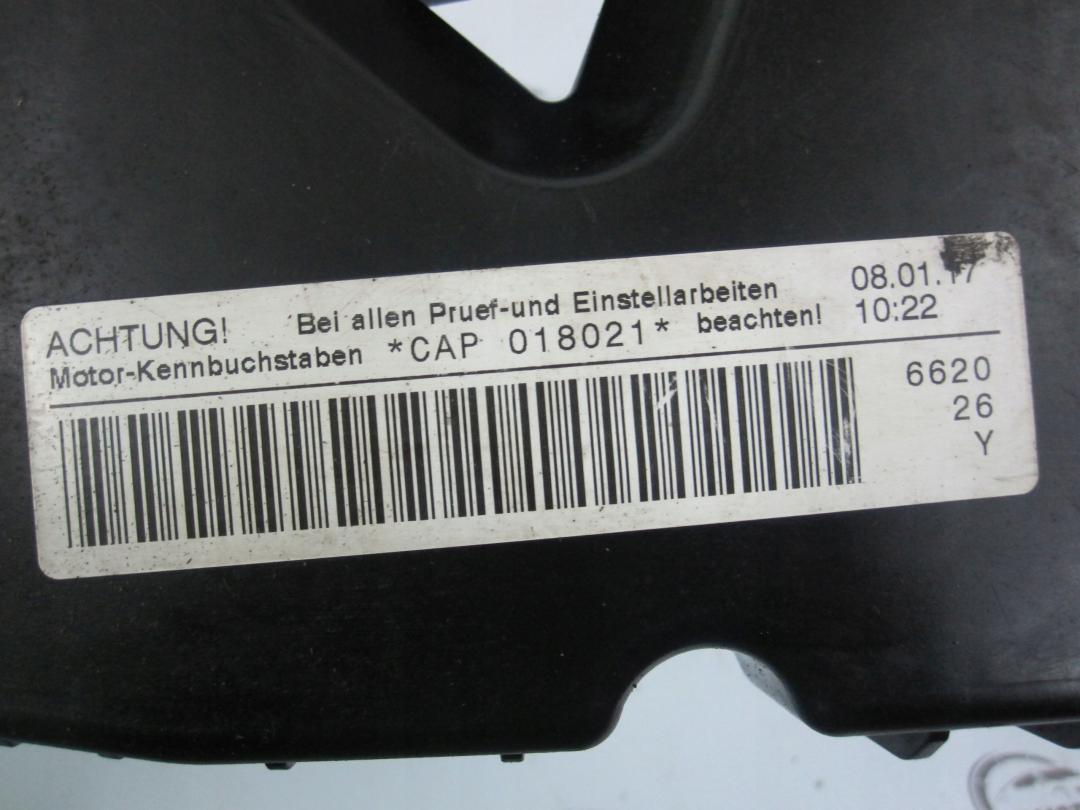 ACHTUNG! Bei allen Pruef-und Einstellarbeiten 08.01.17
Motor-Kennbuchstaben *CAP 018021* beachten! 10:22
6620
26
Y